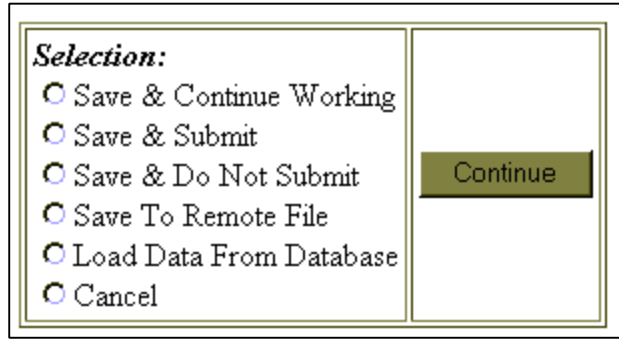 Selection:
Save & Continue Working
Save & Submit
Save & Do Not Submit
Continue
Save To Remote File
Load Data From Database
Cancel